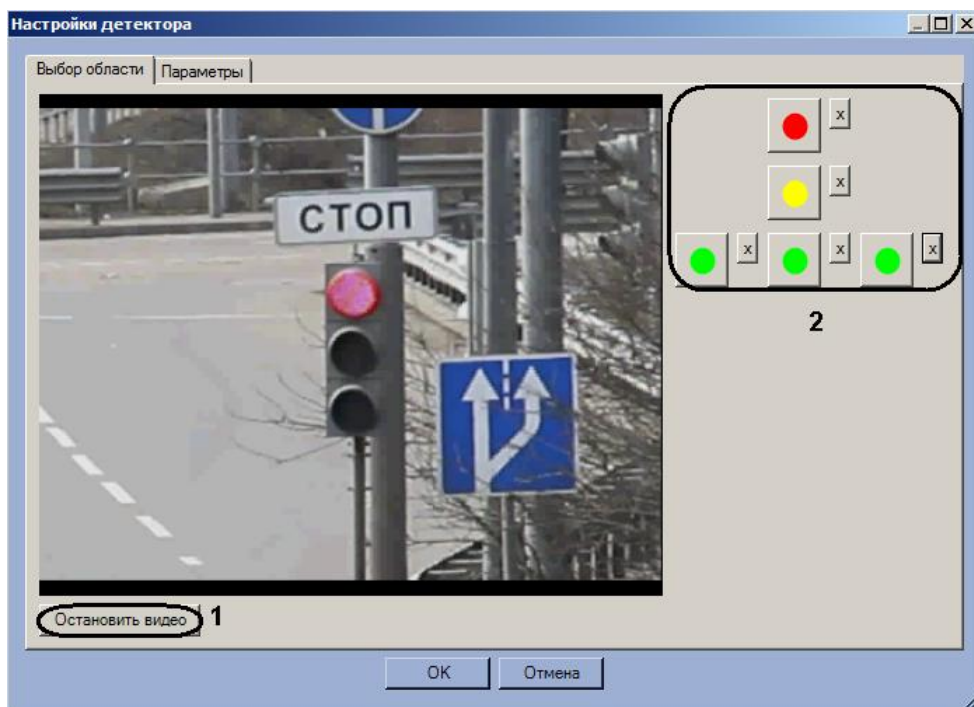 Настройки детектора
Выбор области Параметры
x
x
x x x
2
СТОП
Остановить видео 1
OK Отмена